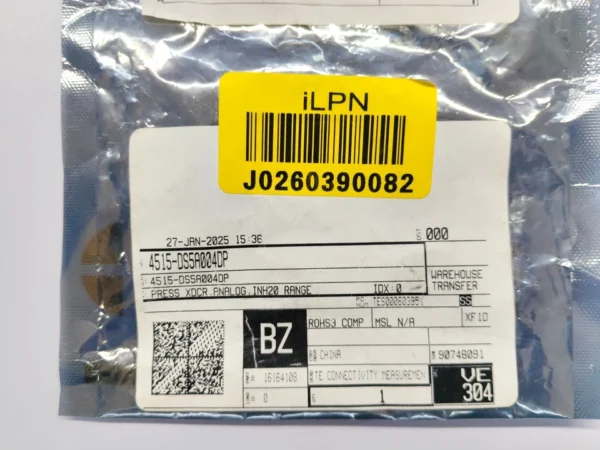 iLPN
J0260390082
27-JAN-2025 15:36
000
4515-DS5A004DP
4515-DS5A004DP
PRESS XDCR,ANALOG,INH20 RANGE IDX:0
WAREHOUSE
TRANSFER
SS
BZ
ROHS3 COMP MSL N/A XF1D
CHINA
90748091
16164108
TE CONNECTIVITY MEASUREMEN
VE
304
0
1